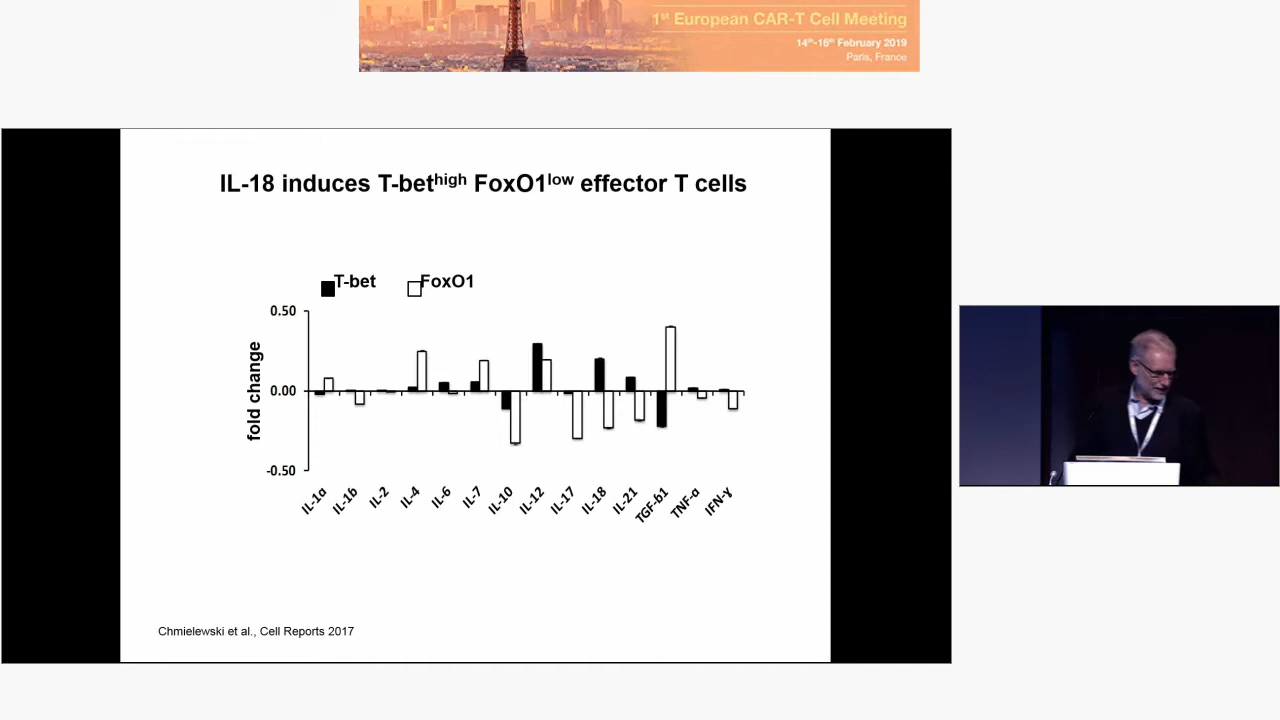 1st European CAR-T Cell Meeting
14th-16th February 2019
Paris, France
IL-18 induces T-bethigh FoxO1low effector T cells
T-bet FoxO1
fold change
0.50
0.00
-0.50
IL-1a IL-1b IL-2 IL-4 IL-6 IL-7 IL-10 IL-12 IL-17 IL-18 IL-21 TGF-b1 TNF-α IFN-γ
Chmielewski et al., Cell Reports 2017